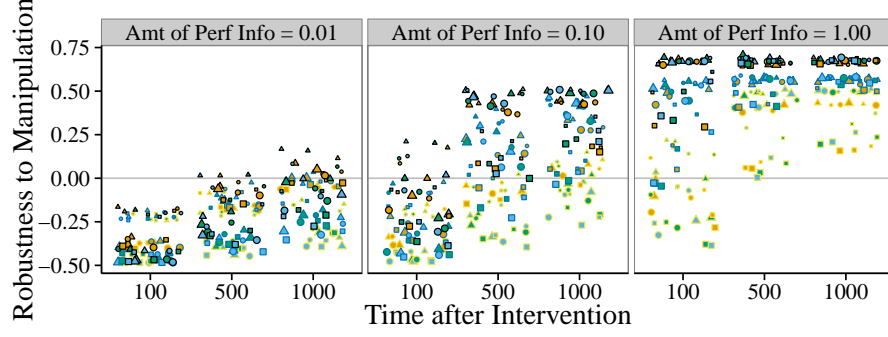 Amt of Perf Info = 0.01 Amt of Perf Info = 0.10 Amt of Perf Info = 1.00
Robustness to Manipulation
0.75
0.50
0.25
0.00
−0.25
−0.50
100 500 1000 100 500 1000 100 500 1000
Time after Intervention